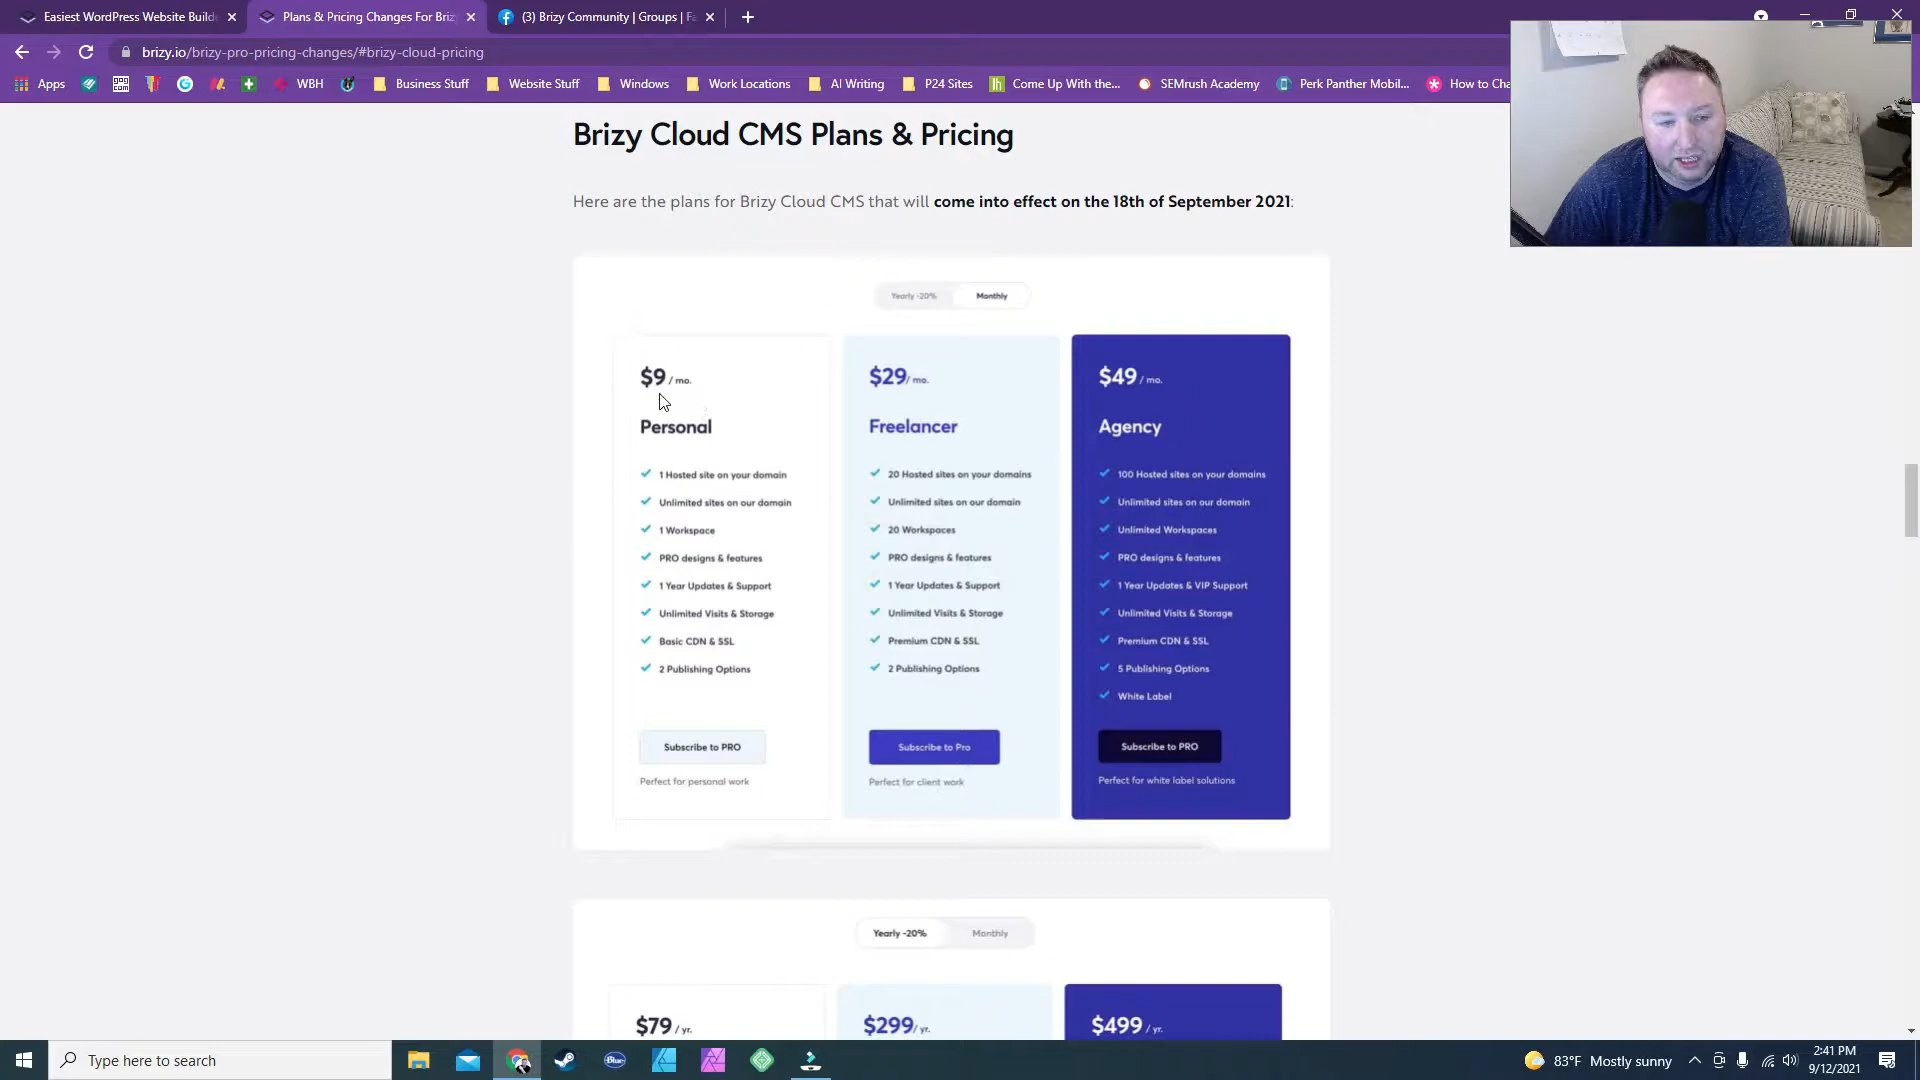 Easiest WordPress Website Build
Plans & Pricing Changes For Briz
(3) Brizy Community | Groups | Fa
brizy.io/brizy-pro-pricing-changes/#brizy-cloud-pricing
Apps
WBH
Business Stuff
Website Stuff
Windows
Work Locations
AI Writing
P24 Sites
Come Up With the...
SEMrush Academy
Perk Panther Mobil...
How to Cha
Brizy Cloud CMS Plans & Pricing
Here are the plans for Brizy Cloud CMS that will come into effect on the 18th of September 2021:
Yearly -20% Monthly
$9 / mo.
Personal
1 Hosted site on your domain
Unlimited sites on our domain
1 Workspace
PRO designs & features
1 Year Updates & Support
Unlimited Visits & Storage
Basic CDN & SSL
2 Publishing Options
Subscribe to PRO
Perfect for personal work
$29/ mo.
Freelancer
20 Hosted sites on your domains
Unlimited sites on our domain
20 Workspaces
PRO designs & features
1 Year Updates & Support
Unlimited Visits & Storage
Premium CDN & SSL
2 Publishing Options
Subscribe to Pro
Perfect for client work
$49 / mo.
Agency
100 Hosted sites on your domains
Unlimited sites on our domain
Unlimited Workspaces
PRO designs & features
1 Year Updates & VIP Support
Unlimited Visits & Storage
Premium CDN & SSL
5 Publishing Options
White Label
Subscribe to PRO
Perfect for white label solutions
Yearly -20% Monthly
$79 / yr.
$299/ yr.
$499 / yr.
Type here to search
Blue
83°F Mostly sunny
2:41 PM
9/12/2021